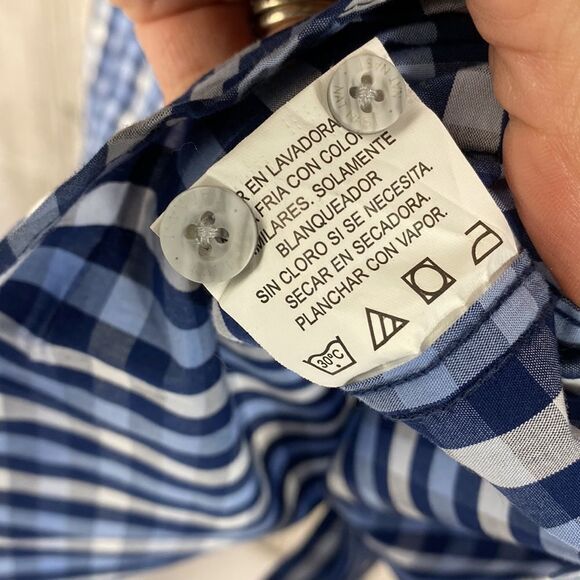 EN LAVADORA
FRIA CON COLO
MILARES. SOLAMENTE
BLANQUEADOR
SIN CLORO SI SE NECESITA.
SECAR EN SECADORA.
PLANCHAR CON VAPOR.
30°C